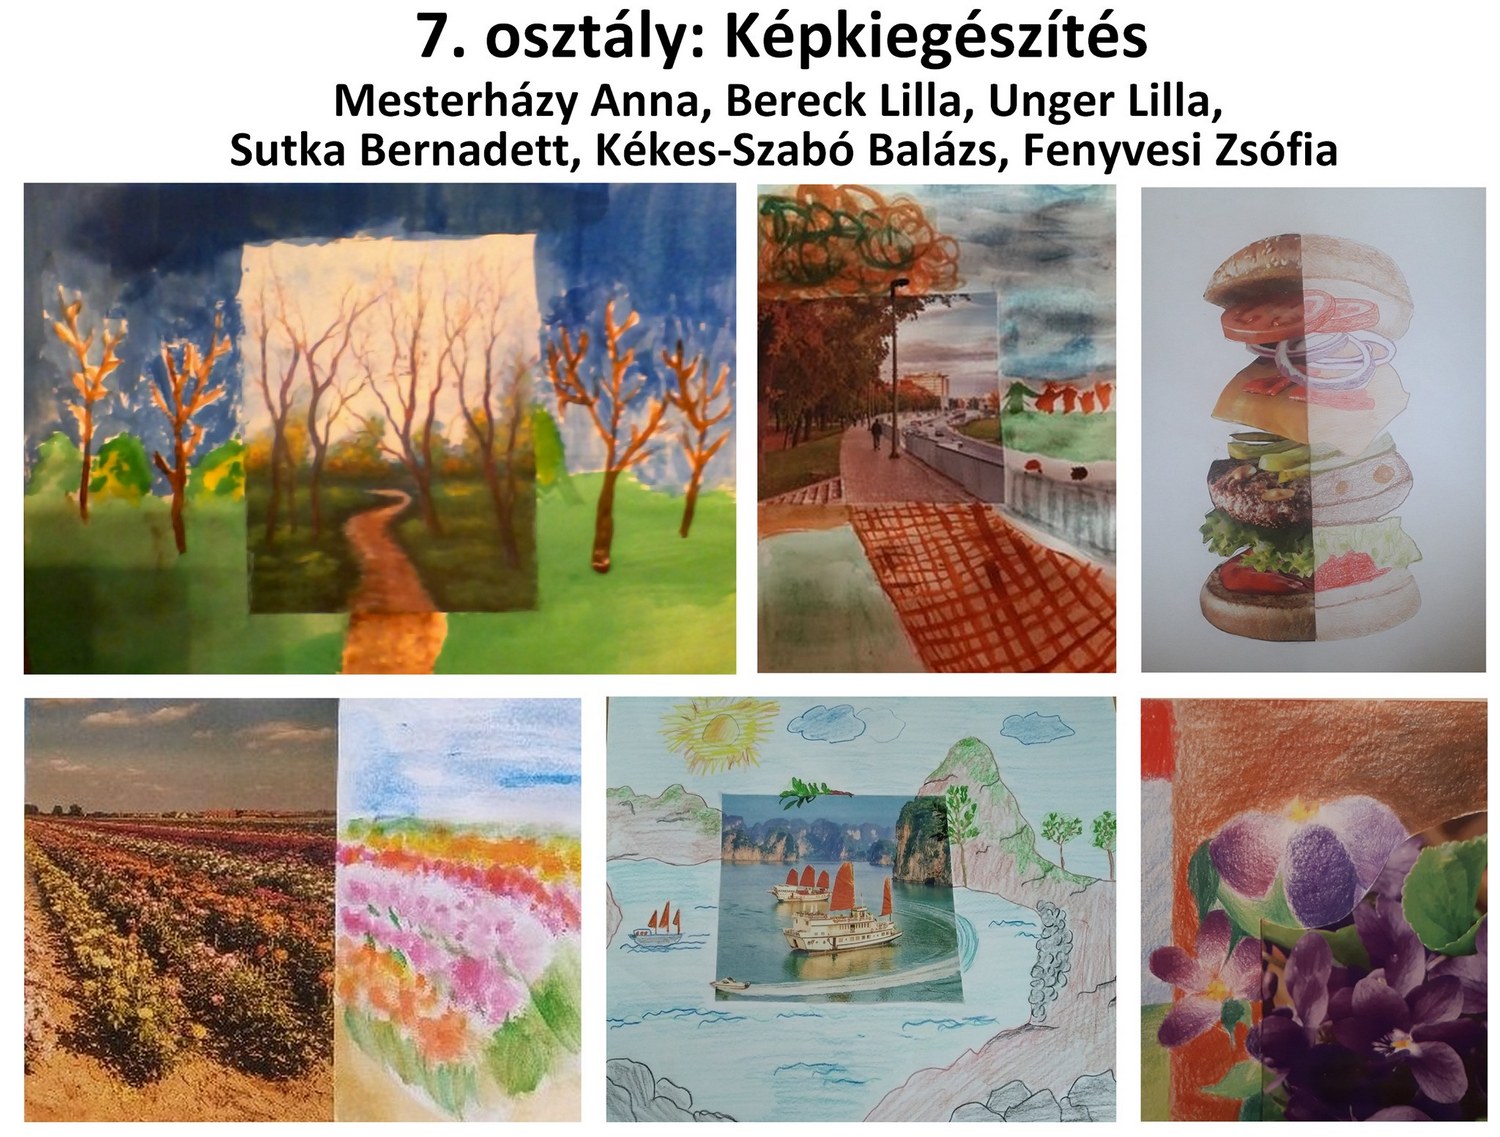 7. osztály: Képkiegészítés
Mesterházy Anna, Bereck Lilla, Unger Lilla,
Sutka Bernadett, Kékes-Szabó Balázs, Fenyvesi Zsófia